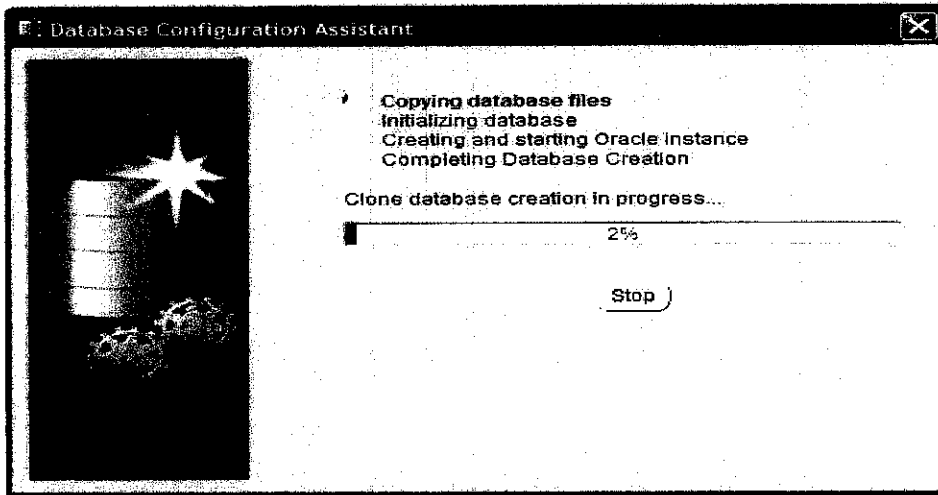 Database Configuration Assistant
Copying database files
Initializing database
Creating and starting Oracle instance
Completing Database Creation
Clone database creation in progress...
2%
Stop